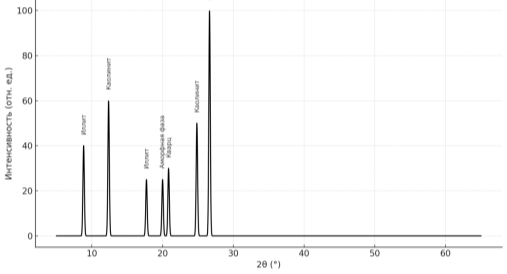 Интенсивность (отн. ед.)
100
80
60
40
20
0
Иллит
Каолинит
Иллит
Аморфная фаза
Кварц
Каолинит
10
20
30
40
50
60
2θ (°)